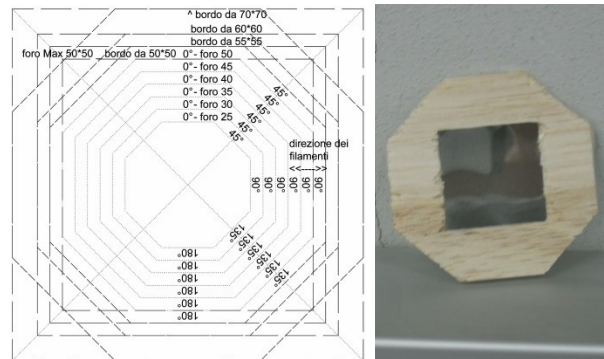 ^ bordo da 70*70
bordo da 60*60
bordo da 55*55
foro Max 50*50 _ bordo da 50*50
0°- foro 50
0°- foro 45
0°- foro 40
0°- foro 35
0°- foro 30
0°- foro 25
45°
45°
45°
45°
45°
45°
direzione dei
filamenti
<<---->>
90° 90° 90° 90° 90° 90°
135°
135°
135°
135°
135°
135°
180°
180°
180°
180°
180°
180°